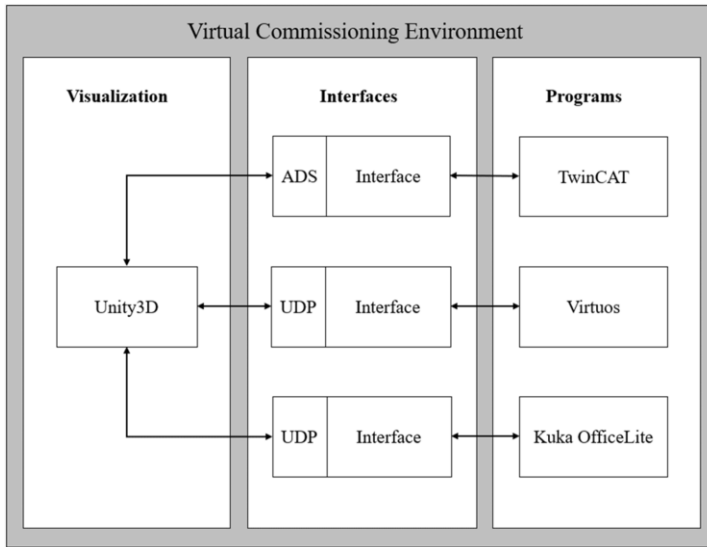 Virtual Commissioning Environment
Visualization
Interfaces
Programs
ADS
Interface
TwinCAT
Unity3D
UDP
Interface
Virtuos
UDP
Interface
Kuka OfficeLite